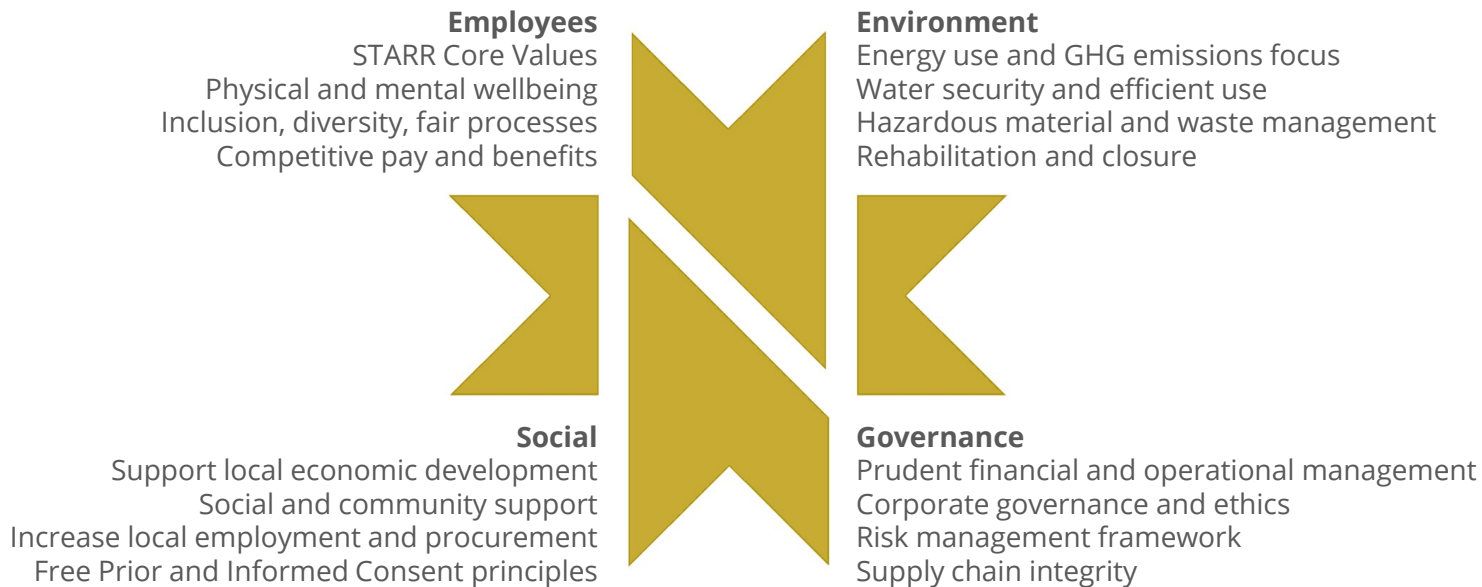 Employees
STARR Core Values
Physical and mental wellbeing
Inclusion, diversity, fair processes
Competitive pay and benefits
Environment
Energy use and GHG emissions focus
Water security and efficient use
Hazardous material and waste management
Rehabilitation and closure
Social
Support local economic development
Social and community support
Increase local employment and procurement
Free Prior and Informed Consent principles
Governance
Prudent financial and operational management
Corporate governance and ethics
Risk management framework
Supply chain integrity